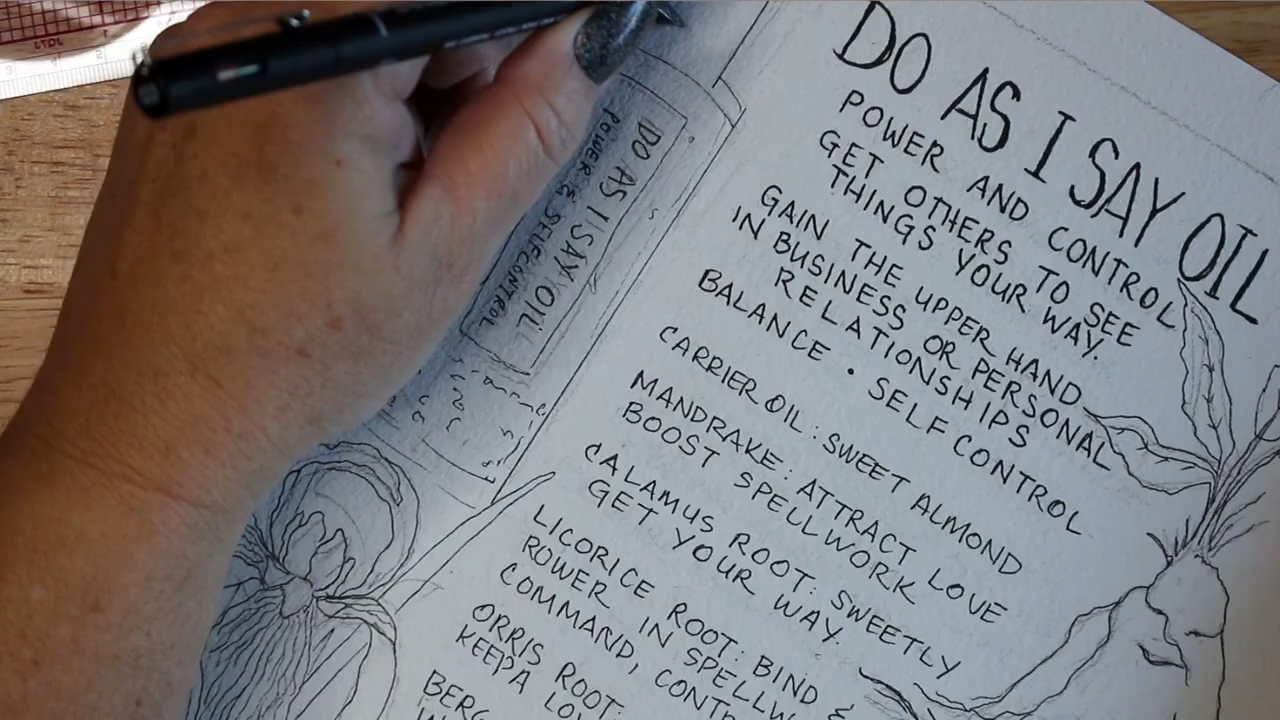 DO AS I SAY OIL
POWER AND CONTROL
GET OTHERS TO SEE
THINGS YOUR WAY.
GAIN THE UPPER HAND
IN BUSINESS OR PERSONAL
RELATIONSHIPS
BALANCE • SELF CONTROL
CARRIER OIL: SWEET ALMOND
MANDRAKE: ATTRACT LOVE
BOOST SPELLWORK
CALAMUS ROOT: SWEETLY
GET YOUR WAY.
LICORICE ROOT: BIND &
POWER IN
COMMAND,
ORRIS ROOT:
KEEP A
DO AS I SAY OIL
POWER & SELF CONTROL